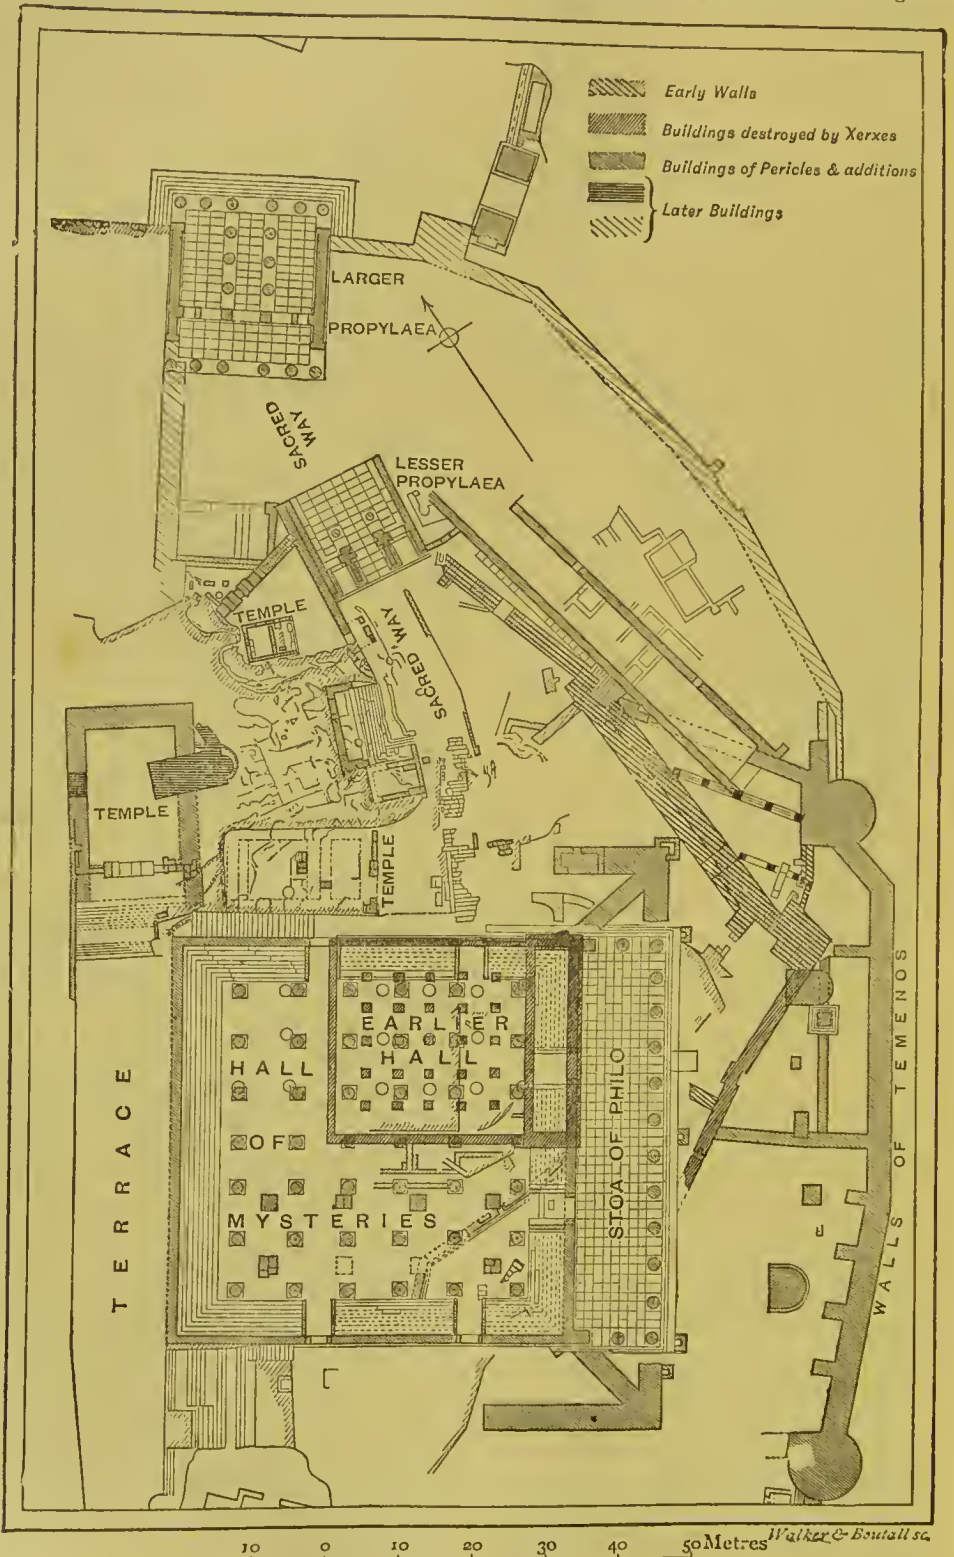 Early Walls
Buildings destroyed by Xerxes
Buildings of Pericles & additions
Later Buildings
LARGER
PROPYLAEA
SACRED
WAY
LESSER
PROPYLAEA
TEMPLE
SACRED WAY
TEMPLE
TEMPLE
TERRACE
EARLIER
HALL
HALL
OF
MYSTERIES
STOA OF PHILO
WALLS OF TEMENOS
10 0 10 20 30 40 50 Metres
Walker & Boutall sc.